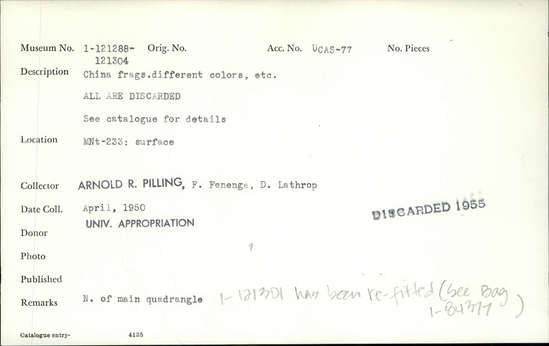 Museum No. 1-121288- Orig. No. Acc. No. UCAS-77 No. Pieces
121304
Description China frags.different colors, etc.
ALL ARE DISCARDED
See catalogue for details
Location MNt-233: surface
Collector ARNOLD R. PILLING, F. Fenenga, D. Lathrop
Date Coll. April, 1950
DISCARDED 1955
UNIV. APPROPRIATION
Donor
Photo
Published
Remarks N. of main quadrangle 1-121301 has been re-fitted (See Bag
1-84377)
Catalogue entry- 4135